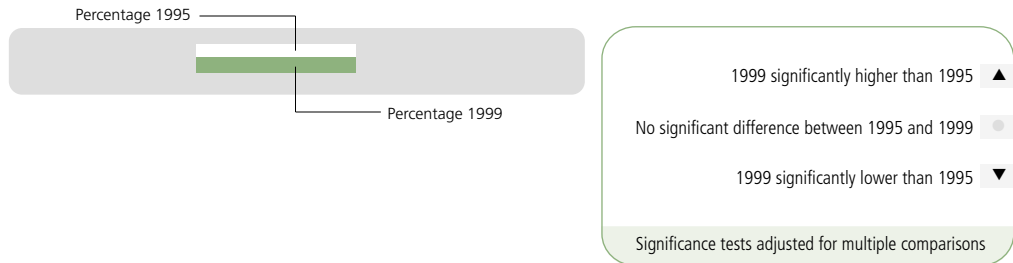 Percentage 1995
Percentage 1999
1999 significantly higher than 1995 ▲
No significant difference between 1995 and 1999 ●
1999 significantly lower than 1995 ▼
Significance tests adjusted for multiple comparisons